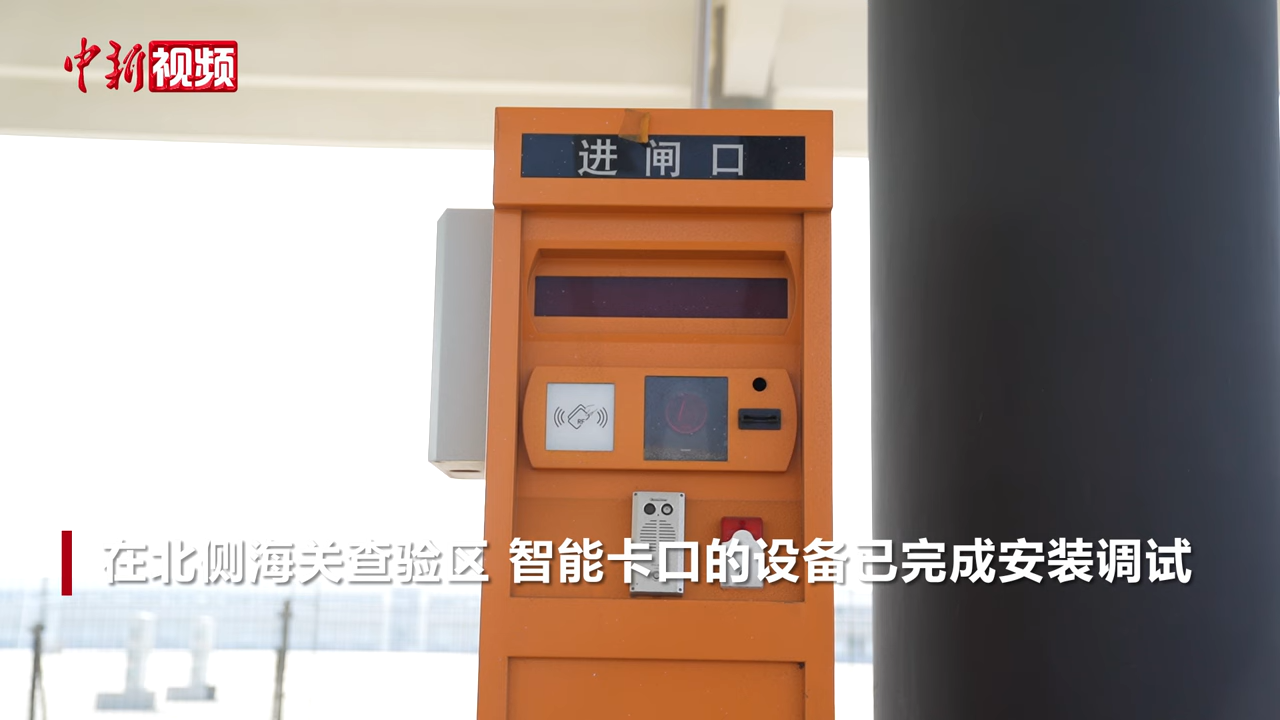 中新视频
进闸口
在北侧海关查验区 智能卡口的设备已完成安装调试